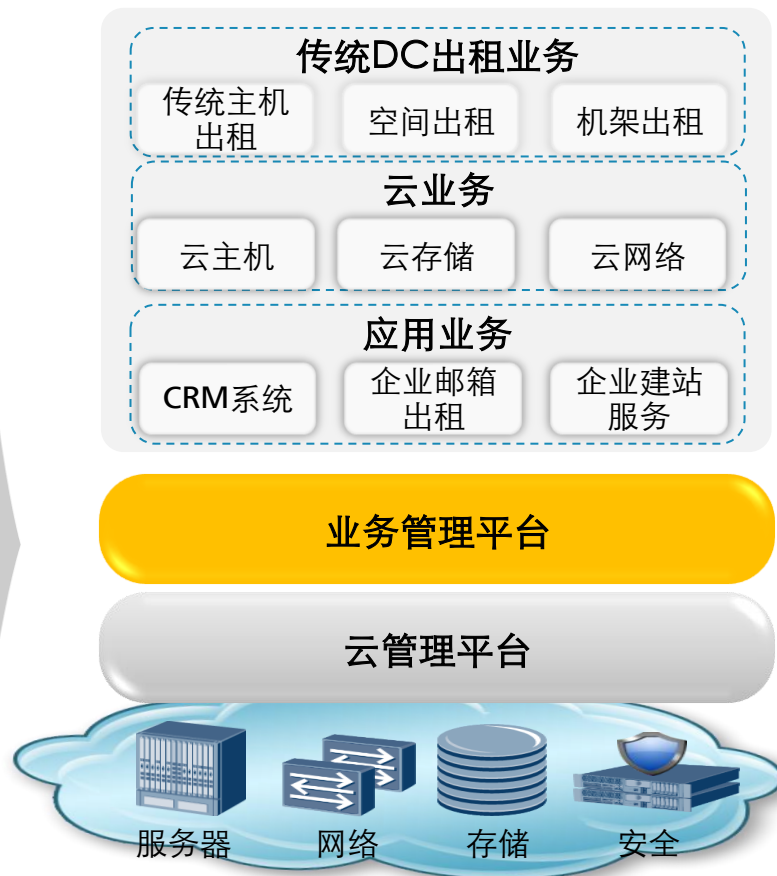 传统DC出租业务
传统主机
出租
空间出租
机架出租
云业务
云主机
云存储
云网络
应用业务
CRM系统
企业邮箱
出租
企业建站
服务
业务管理平台
云管理平台
服务器
网络
存储
安全